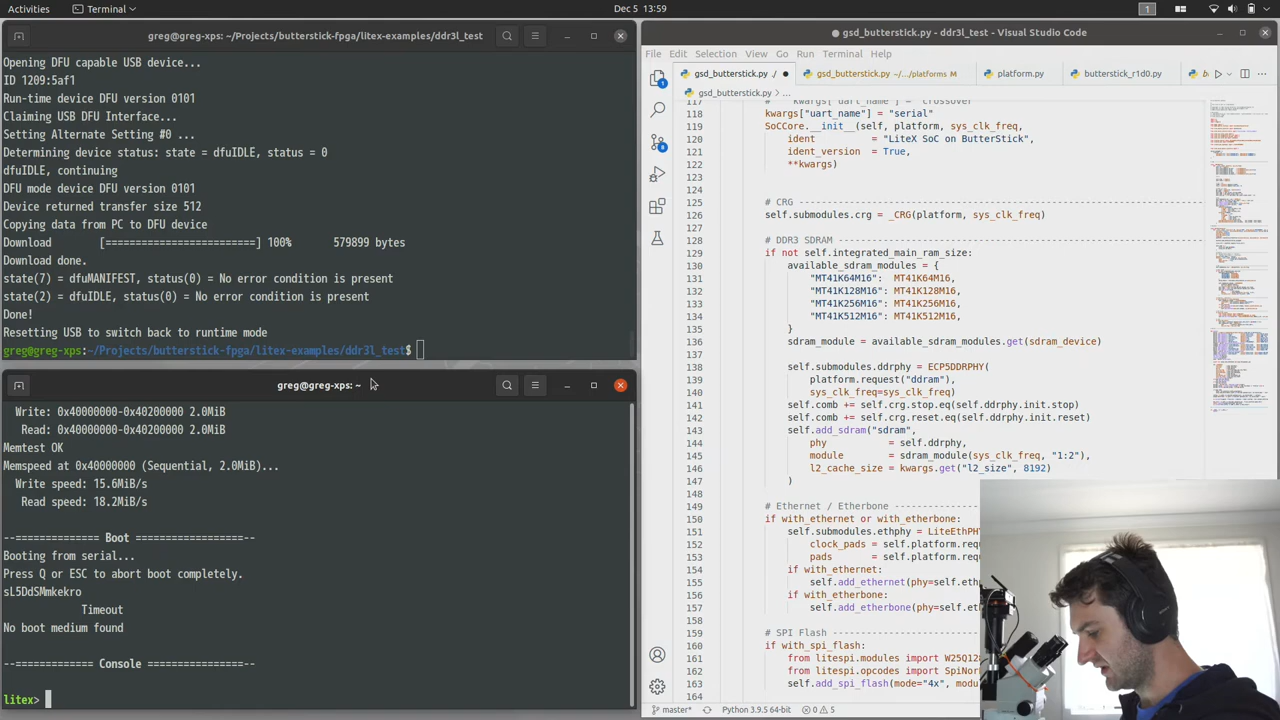 Activities
Terminal
Dec 5 13:59
1
greg@greg-xps: ~/Projects/butterstick-fpga/litex-examples/ddr3l_test
Opening DFU capable USB device...
ID 1209:5af1
Run-time device DFU version 0101
Claiming USB DFU Interface...
Setting Alternate Setting #0 ...
Determining device status: state = dfuIDLE, status = 0
dfuIDLE, continuing
DFU mode device DFU version 0101
Device returned transfer size 512
Copying data from PC to DFU device
Download [=========================] 100% 579899 bytes
Download done.
state(7) = dfuMANIFEST, status(0) = No error condition is present
state(2) = dfuIDLE, status(0) = No error condition is present
Done!
Resetting USB to switch back to runtime mode
greg@greg-xps:~/Projects/butterstick-fpga/litex-examples/ddr3l_test$
greg@greg-xps: ~
Write: 0x40000000-0x40200000 2.0MiB
Read: 0x40000000-0x40200000 2.0MiB
Memtest OK
Memspeed at 0x40000000 (Sequential, 2.0MiB)...
Write speed: 15.6MiB/s
Read speed: 18.2MiB/s
--============= Boot ==================--
Booting from serial...
Press Q or ESC to abort boot completely.
sL5DdSMmkekro
Timeout
No boot medium found
--============= Console ================--
litex>
gsd_butterstick.py - ddr3l_test - Visual Studio Code
File Edit Selection View Go Run Terminal Help
gsd_butterstick.py ./
gsd_butterstick.py ~/.../platforms M
platform.py
butterstick_r1d0.py
gsd_butterstick.py > ...
117 # kwargs["uart_name"] = "crossover"
118 kwargs["uart_name"] = "serial"
119 SoCCore.__init__(self, platform, sys_clk_freq,
120 ident = "LiteX SoC on ButterStick",
121 ident_version = True,
122 **kwargs)
123
124
125 # CRG ----
126 self.submodules.crg = _CRG(platform, sys_clk_freq)
127
128 # DDR3 SDRAM ----
129 if not self.integrated_main_ram_size:
130 available_sdram_modules = {
131 "MT41K64M16": MT41K64M16,
132 "MT41K128M16": MT41K128M16,
133 "MT41K256M16": MT41K256M16,
134 "MT41K512M16": MT41K512M16,
135 }
136 sdram_module = available_sdram_modules.get(sdram_device)
137
138 self.submodules.ddrphy = ECP5DDRPHY(
139 platform.request("ddram"),
140 sys_clk_freq=sys_clk_freq)
141 self.comb += self.crg.stop.eq(self.ddrphy.init.stop)
142 self.comb += self.crg.reset.eq(self.ddrphy.init.reset)
143 self.add_sdram("sdram",
144 phy = self.ddrphy,
145 module = sdram_module(sys_clk_freq, "1:2"),
146 l2_cache_size = kwargs.get("l2_size", 8192)
147 )
148
149 # Ethernet / Etherbone ----
150 if with_ethernet or with_etherbone:
151 self.submodules.ethphy = LiteEthPHY
152 clock_pads = self.platform.requ
153 pads = self.platform.requ
154 if with_ethernet:
155 self.add_ethernet(phy=self.eth
156 if with_etherbone:
157 self.add_etherbone(phy=self.et
158
159 # SPI Flash ----
160 if with_spi_flash:
161 from litespi.modules import W25Q12
162 from litespi.opcodes import SpiNor
163 self.add_spi_flash(mode="4x", modu
164
master*
Python 3.9.5 64-bit
0 5